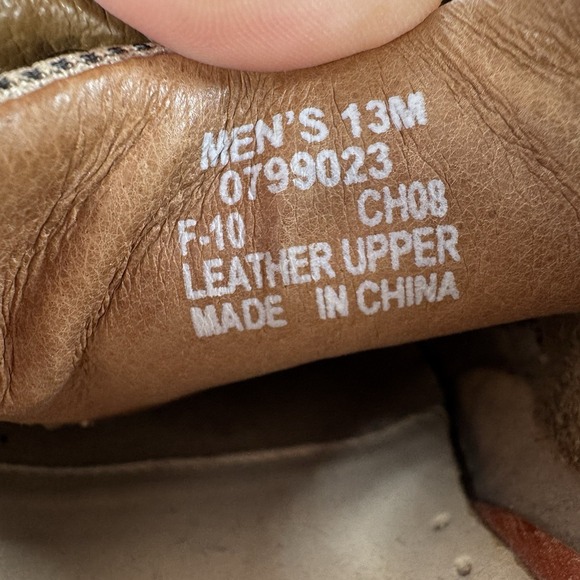 MEN'S 13M
0799023
F-10 CH08
LEATHER UPPER
MADE IN CHINA